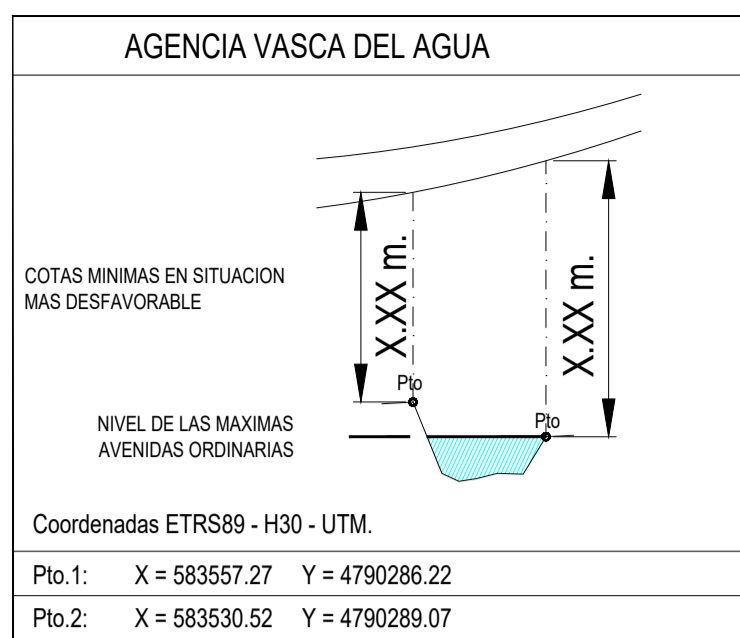 AGENCIA VASCA DEL AGUA
X.XX m.
X.XX m.
COTAS MINIMAS EN SITUACION
MAS DESFAVORABLE
Pto
Pto
NIVEL DE LAS MAXIMAS
AVENIDAS ORDINARIAS
Coordenadas ETRS89 - H30 - UTM.
Pto.1: X = 583557.27 Y = 4790286.22
Pto.2: X = 583530.52 Y = 4790289.07